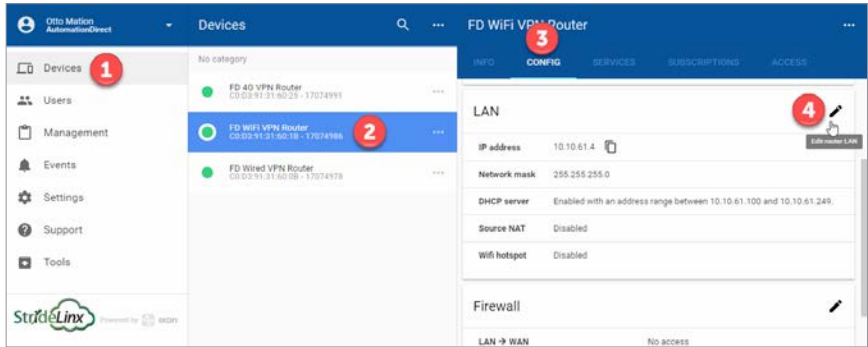 Otto Mation
AutomationDirect
Devices
FD WiFi VPN Router
3
INFO
CONFIG
SERVICES
SUBSCRIPTIONS
ACCESS
Devices
1
Users
Management
Events
Settings
Support
Tools
StrideLinx
Powered by ixon
No category
FD 4G VPN Router
C0:D3:91:31:60:25 - 17074991
FD WiFi VPN Router
C0:D3:91:31:60:1B - 17074986
2
FD Wired VPN Router
C0:D3:91:31:60:0B - 17074978
LAN
4
Edit router LAN
IP address 10.10.61.4
Network mask 255.255.255.0
DHCP server Enabled with an address range between 10.10.61.100 and 10.10.61.249.
Source NAT Disabled
Wifi hotspot Disabled
Firewall
LAN → WAN No access